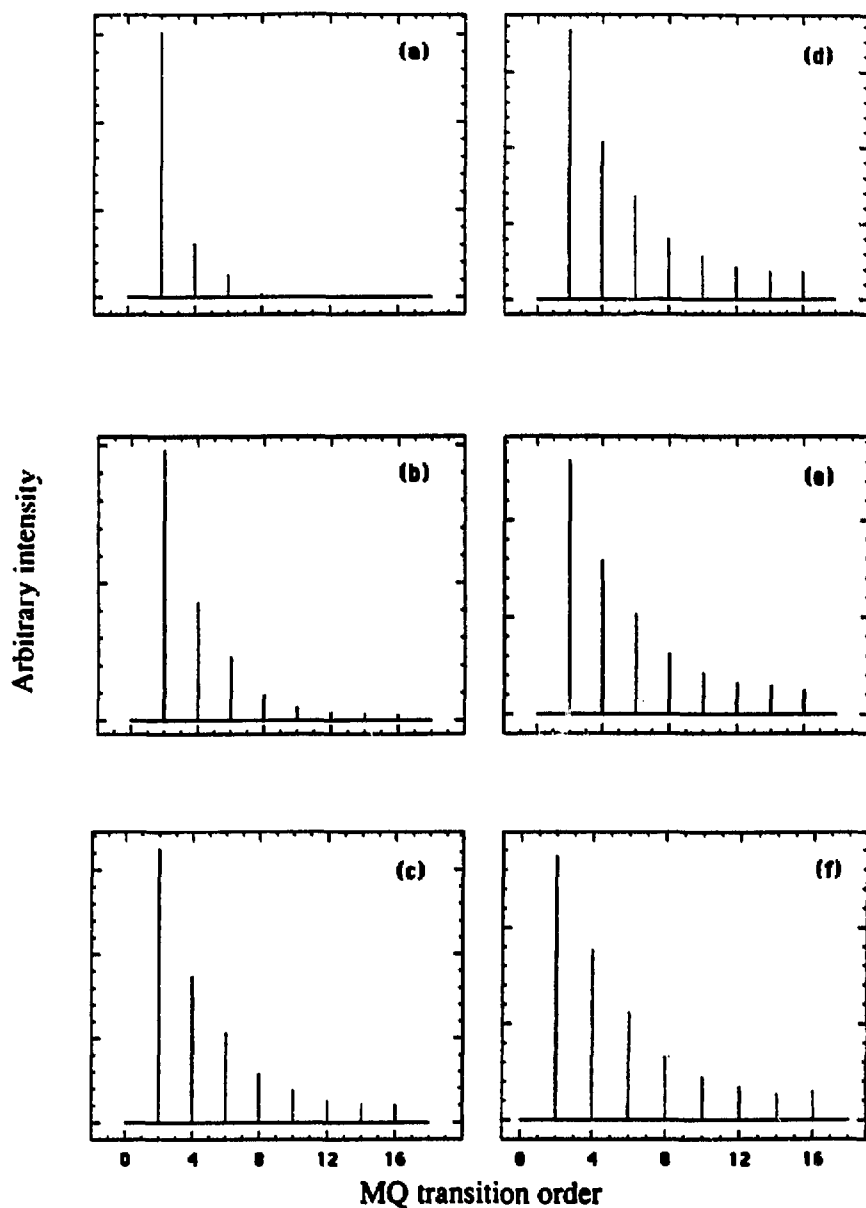 (a)
(d)
(b)
(e)
(c)
(f)
Arbitrary intensity
0 4 8 12 16
0 4 8 12 16
MQ transition order